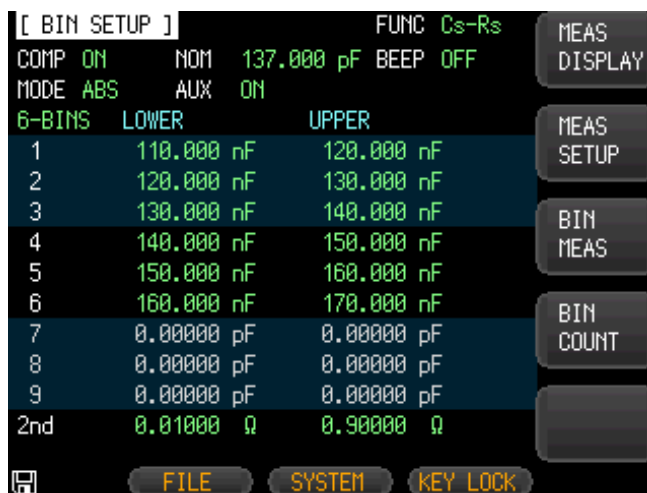 [ BIN SETUP ] FUNC Cs-Rs
COMP ON NOM 137.000 pF BEEP OFF
MODE ABS AUX ON
6-BINS LOWER UPPER
1 110.000 nF 120.000 nF
2 120.000 nF 130.000 nF
3 130.000 nF 140.000 nF
4 140.000 nF 150.000 nF
5 150.000 nF 160.000 nF
6 160.000 nF 170.000 nF
7 0.00000 pF 0.00000 pF
8 0.00000 pF 0.00000 pF
9 0.00000 pF 0.00000 pF
2nd 0.01000 Ω 0.90000 Ω
FILE SYSTEM KEY LOCK
MEAS
DISPLAY
MEAS
SETUP
BIN
MEAS
BIN
COUNT